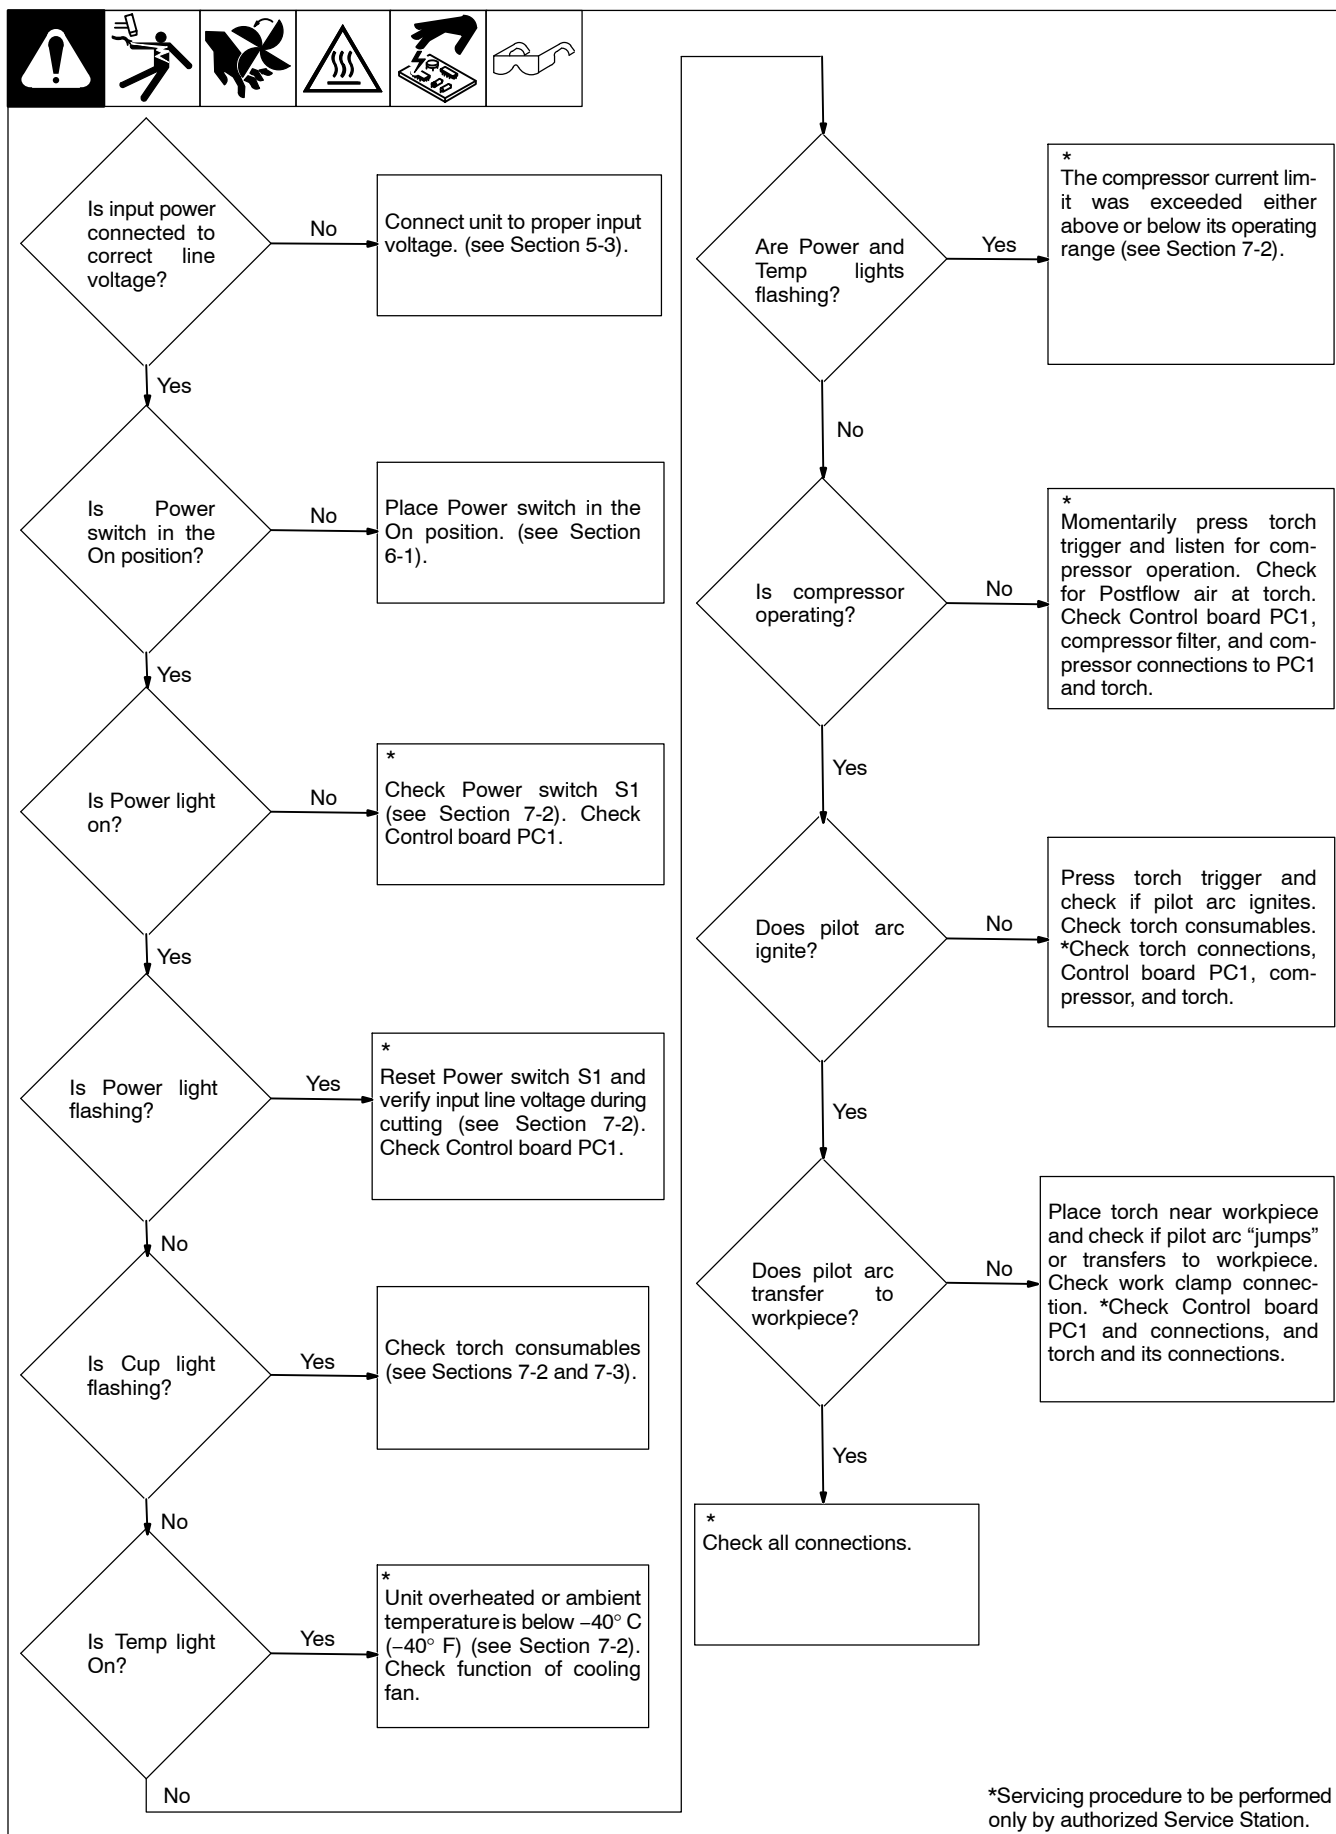 Is input power
connected to
correct line
voltage?
No
Connect unit to proper input
voltage. (see Section 5-3).
Yes
Is Power
switch in the
On position?
No
Place Power switch in the
On position. (see Section
6-1).
Yes
Is Power light
on?
No
*
Check Power switch S1
(see Section 7-2). Check
Control board PC1.
Yes
Is Power light
flashing?
Yes
*
Reset Power switch S1 and
verify input line voltage during
cutting (see Section 7-2).
Check Control board PC1.
No
Is Cup light
flashing?
Yes
Check torch consumables
(see Sections 7-2 and 7-3).
No
Is Temp light
On?
Yes
*
Unit overheated or ambient
temperature is below –40° C
(–40° F) (see Section 7-2).
Check function of cooling
fan.
No
Are Power and
Temp lights
flashing?
Yes
*
The compressor current lim-
it was exceeded either
above or below its operating
range (see Section 7-2).
No
Is compressor
operating?
No
*
Momentarily press torch
trigger and listen for com-
pressor operation. Check
for Postflow air at torch.
Check Control board PC1,
compressor filter, and com-
pressor connections to PC1
and torch.
Yes
Does pilot arc
ignite?
No
Press torch trigger and
check if pilot arc ignites.
Check torch consumables.
*Check torch connections,
Control board PC1, com-
pressor, and torch.
Yes
Does pilot arc
transfer to
workpiece?
No
Place torch near workpiece
and check if pilot arc “jumps”
or transfers to workpiece.
Check work clamp connec-
tion. *Check Control board
PC1 and connections, and
torch and its connections.
Yes
*
Check all connections.
*Servicing procedure to be performed
only by authorized Service Station.